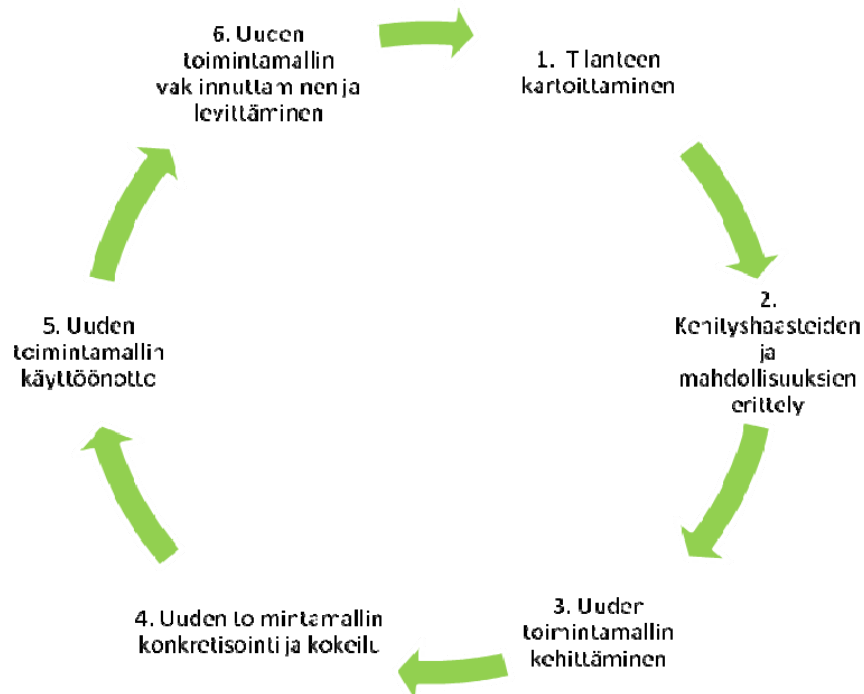 1. Tilanteen
kartoittaminen
2.
Kehityshaasteiden
ja
mahdollisuuksien
erittely
3. Uuden
toimintamallin
kehittäminen
4. Uuden toimintamallin
konkretisointi ja kokeilu
5. Uuden
toimintamallin
käyttöönotto
6. Uuden
toimintamallin
vakiinnuttaminen ja
levittäminen